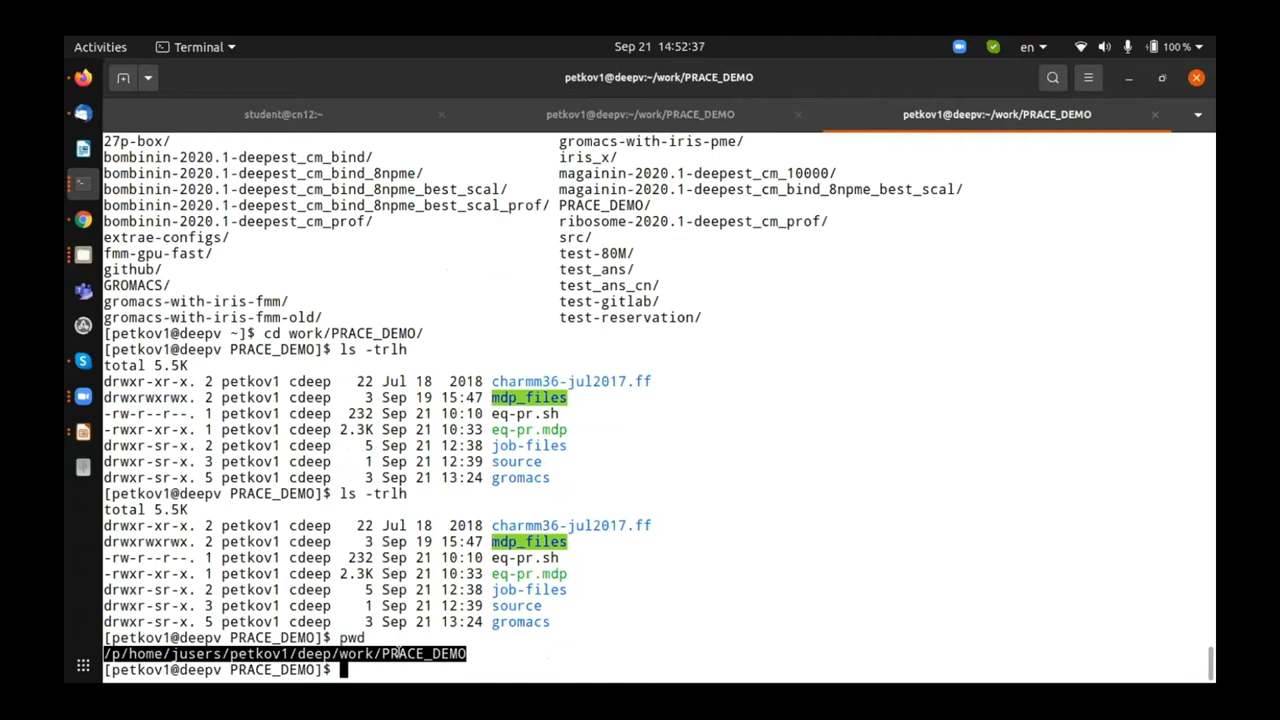 Activities Terminal Sep 21 14:52:37 en 100 %
petkov1@deepv:~/work/PRACE_DEMO
student@cn12:~ petkov1@deepv:~/work/PRACE_DEMO petkov1@deepv:~/work/PRACE_DEMO
27p-box/ gromacs-with-iris-pme/
bombinin-2020.1-deepest_cm_bind/ iris_x/
bombinin-2020.1-deepest_cm_bind_8npme/ magainin-2020.1-deepest_cm_10000/
bombinin-2020.1-deepest_cm_bind_8npme_best_scal/ magainin-2020.1-deepest_cm_bind_8npme_best_scal/
bombinin-2020.1-deepest_cm_bind_8npme_best_scal_prof/ PRACE_DEMO/
bombinin-2020.1-deepest_cm_prof/ ribosome-2020.1-deepest_cm_prof/
extrae-configs/ src/
fmm-gpu-fast/ test-80M/
github/ test_ans/
GROMACS/ test_ans_cn/
gromacs-with-iris-fmm/ test-gitlab/
gromacs-with-iris-fmm-old/ test-reservation/
[petkov1@deepv ~]$ cd work/PRACE_DEMO/
[petkov1@deepv PRACE_DEMO]$ ls -trlh
total 5.5K
drwxr-xr-x. 2 petkov1 cdeep 22 Jul 18 2018 charmm36-jul2017.ff
drwxrwxrwx. 2 petkov1 cdeep 3 Sep 19 15:47 mdp_files
-rw-r--r--. 1 petkov1 cdeep 232 Sep 21 10:10 eq-pr.sh
-rwxr-xr-x. 1 petkov1 cdeep 2.3K Sep 21 10:33 eq-pr.mdp
drwxr-sr-x. 2 petkov1 cdeep 5 Sep 21 12:38 job-files
drwxr-sr-x. 3 petkov1 cdeep 1 Sep 21 12:39 source
drwxr-sr-x. 5 petkov1 cdeep 3 Sep 21 13:24 gromacs
[petkov1@deepv PRACE_DEMO]$ ls -trlh
total 5.5K
drwxr-xr-x. 2 petkov1 cdeep 22 Jul 18 2018 charmm36-jul2017.ff
drwxrwxrwx. 2 petkov1 cdeep 3 Sep 19 15:47 mdp_files
-rw-r--r--. 1 petkov1 cdeep 232 Sep 21 10:10 eq-pr.sh
-rwxr-xr-x. 1 petkov1 cdeep 2.3K Sep 21 10:33 eq-pr.mdp
drwxr-sr-x. 2 petkov1 cdeep 5 Sep 21 12:38 job-files
drwxr-sr-x. 3 petkov1 cdeep 1 Sep 21 12:39 source
drwxr-sr-x. 5 petkov1 cdeep 3 Sep 21 13:24 gromacs
[petkov1@deepv PRACE_DEMO]$ pwd
/p/home/jusers/petkov1/deep/work/PRACE_DEMO
[petkov1@deepv PRACE_DEMO]$